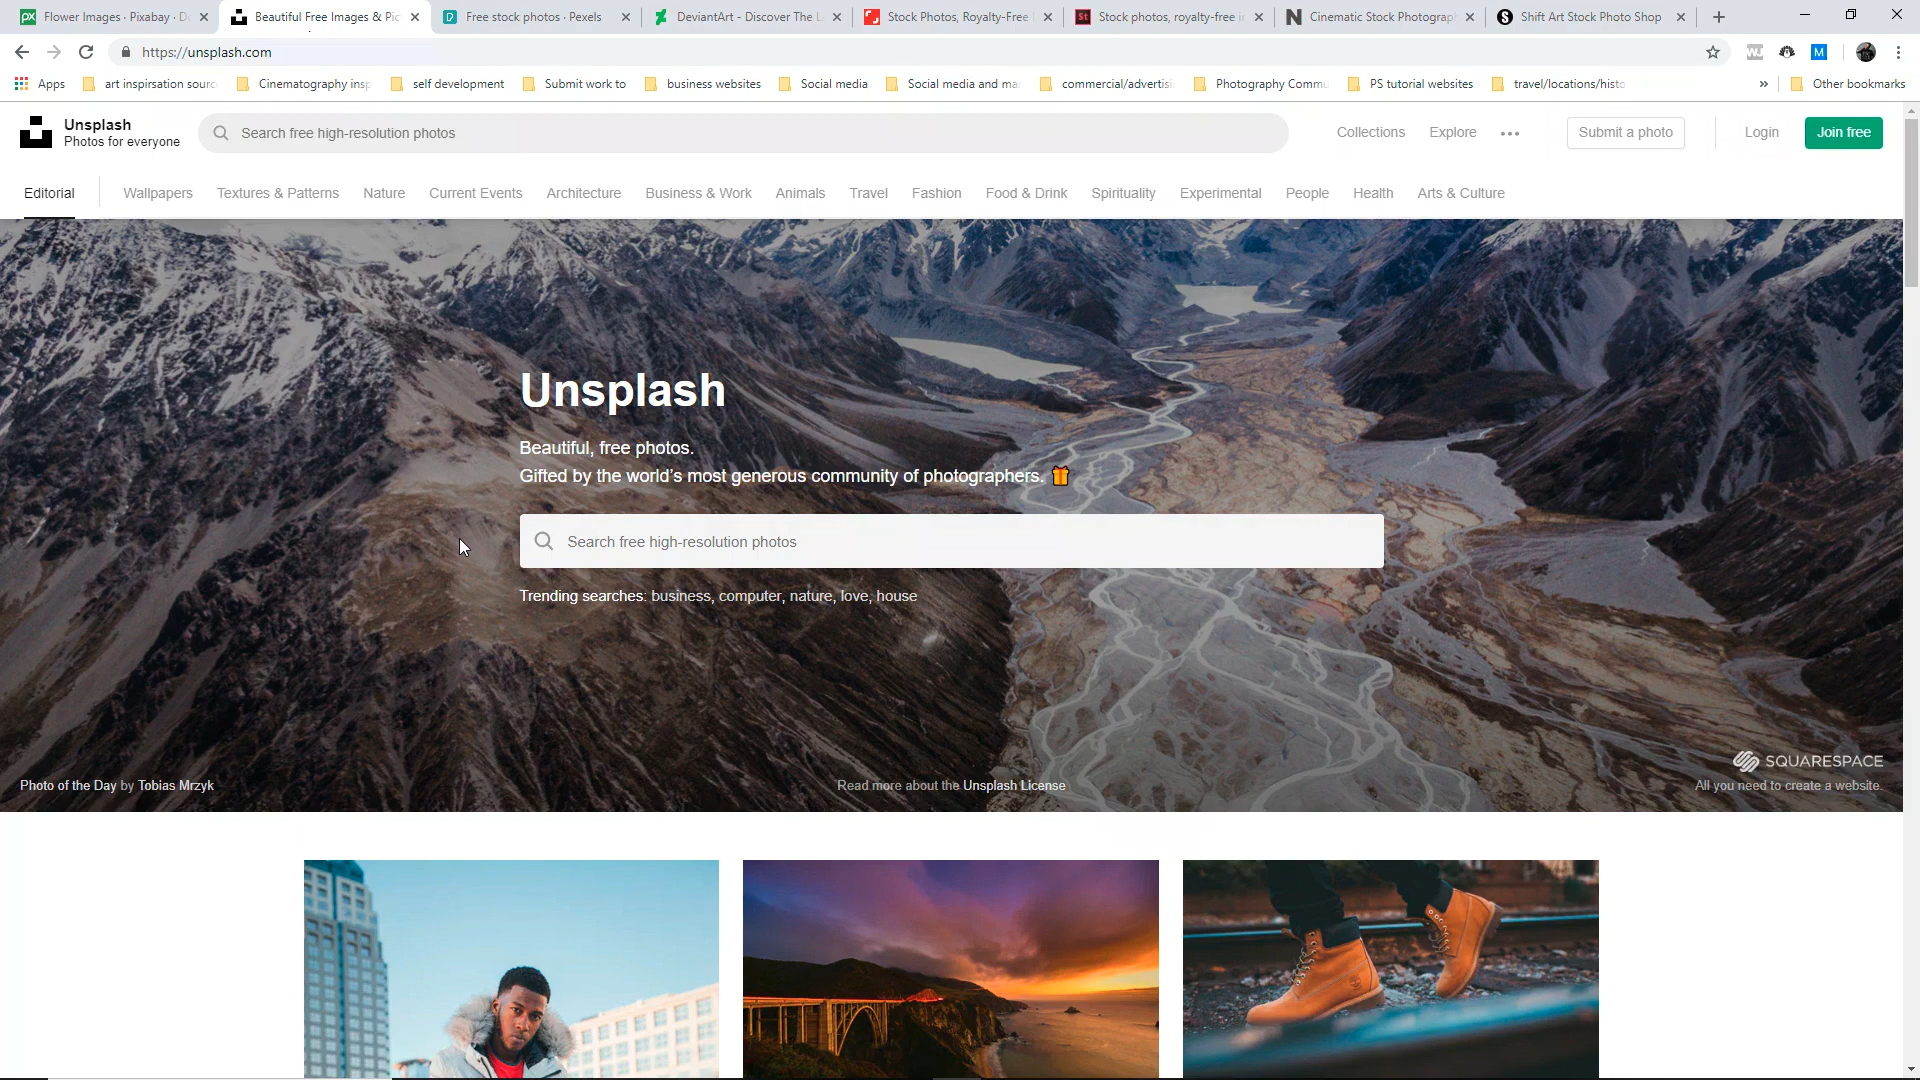 Flower Images · Pixabay · D
Beautiful Free Images & Pic
Free stock photos · Pexels
DeviantArt - Discover The L
Stock Photos, Royalty-Free
Stock photos, royalty-free i
Cinematic Stock Photograp
Shift Art Stock Photo Shop
https://unsplash.com
Apps
art inspirsation sourc
Cinematography insp
self development
Submit work to
business websites
Social media
Social media and ma
commercial/advertisi
Photography Commu
PS tutorial websites
travel/locations/histo
Other bookmarks
Unsplash
Photos for everyone
Search free high-resolution photos
Collections
Explore
Submit a photo
Login
Join free
Editorial
Wallpapers
Textures & Patterns
Nature
Current Events
Architecture
Business & Work
Animals
Travel
Fashion
Food & Drink
Spirituality
Experimental
People
Health
Arts & Culture
Unsplash
Beautiful, free photos.
Gifted by the world's most generous community of photographers.
Search free high-resolution photos
Trending searches: business, computer, nature, love, house
SQUARESPACE
Photo of the Day by Tobias Mrzyk
Read more about the Unsplash License
All you need to create a website.